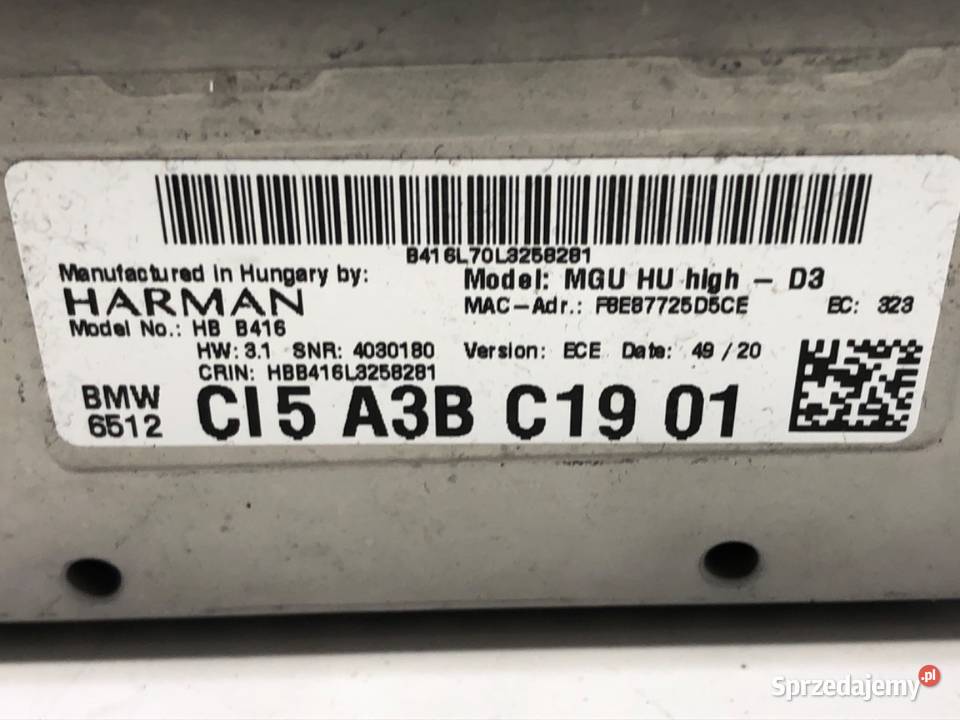 B416L70L3258281
Manufactured in Hungary by:
HARMAN
Model: MGU HU high - D3
MAC-Adr.: F8E87725D5CE EC: 323
Model No.: HB B416
HW: 3.1 SNR: 4030180 Version: ECE Date: 49/20
CRIN: HBB416L3258281
BMW
6512
CI5 A3B C19 01
Sprzedajemy.pl